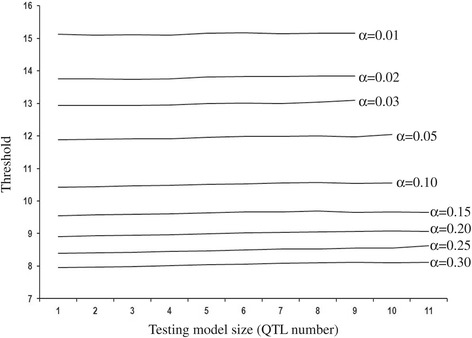 16
15
14
13
12
11
10
9
8
7
Threshold
α=0.01
α=0.02
α=0.03
α=0.05
α=0.10
α=0.15
α=0.20
α=0.25
α=0.30
1 2 3 4 5 6 7 8 9 10 11
Testing model size (QTL number)